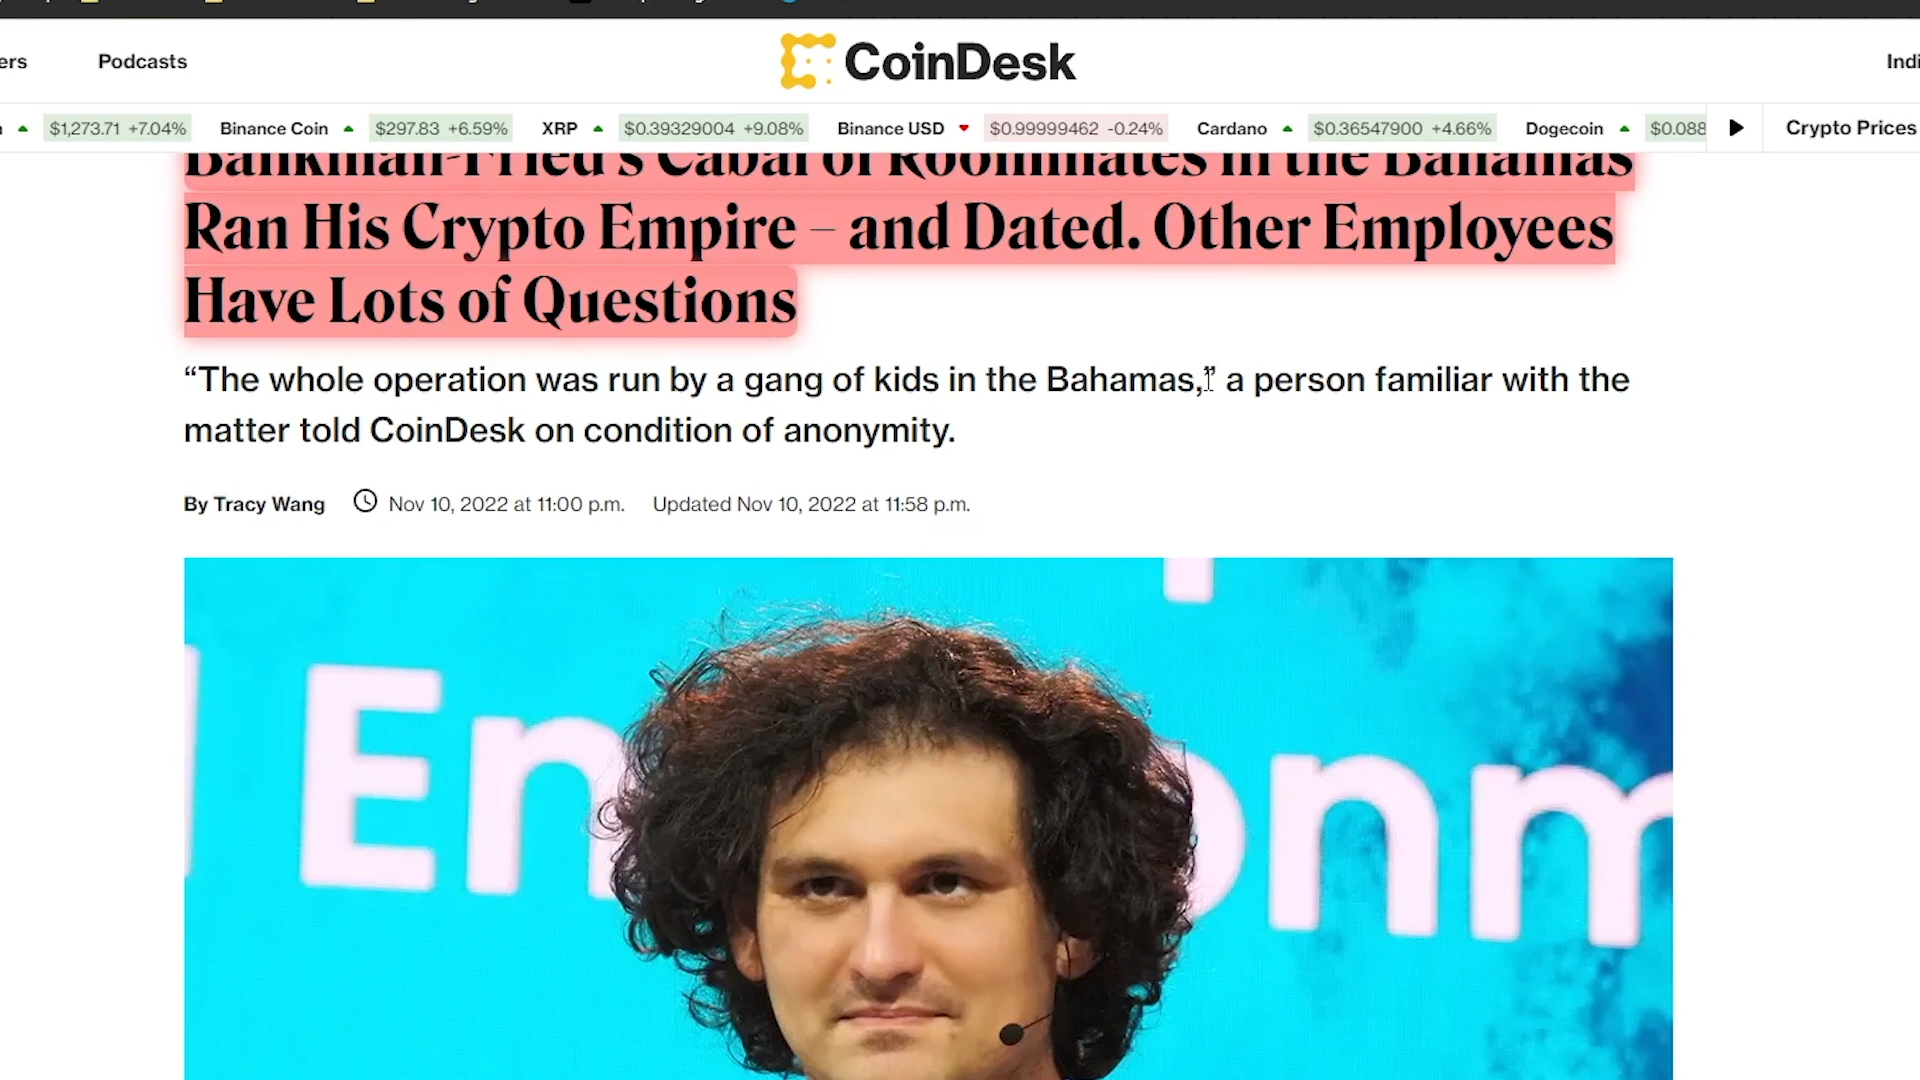 ers Podcasts CoinDesk Indi
$1,273.71 +7.04% Binance Coin $297.83 +6.59% XRP $0.39329004 +9.08% Binance USD $0.99999462 -0.24% Cardano $0.36547900 +4.66% Dogecoin $0.088 Crypto Prices
Bankman-Fried's Cabal of Roommates in the Bahamas
Ran His Crypto Empire – and Dated. Other Employees
Have Lots of Questions
“The whole operation was run by a gang of kids in the Bahamas,” a person familiar with the
matter told CoinDesk on condition of anonymity.
By Tracy Wang Nov 10, 2022 at 11:00 p.m. Updated Nov 10, 2022 at 11:58 p.m.
En onm